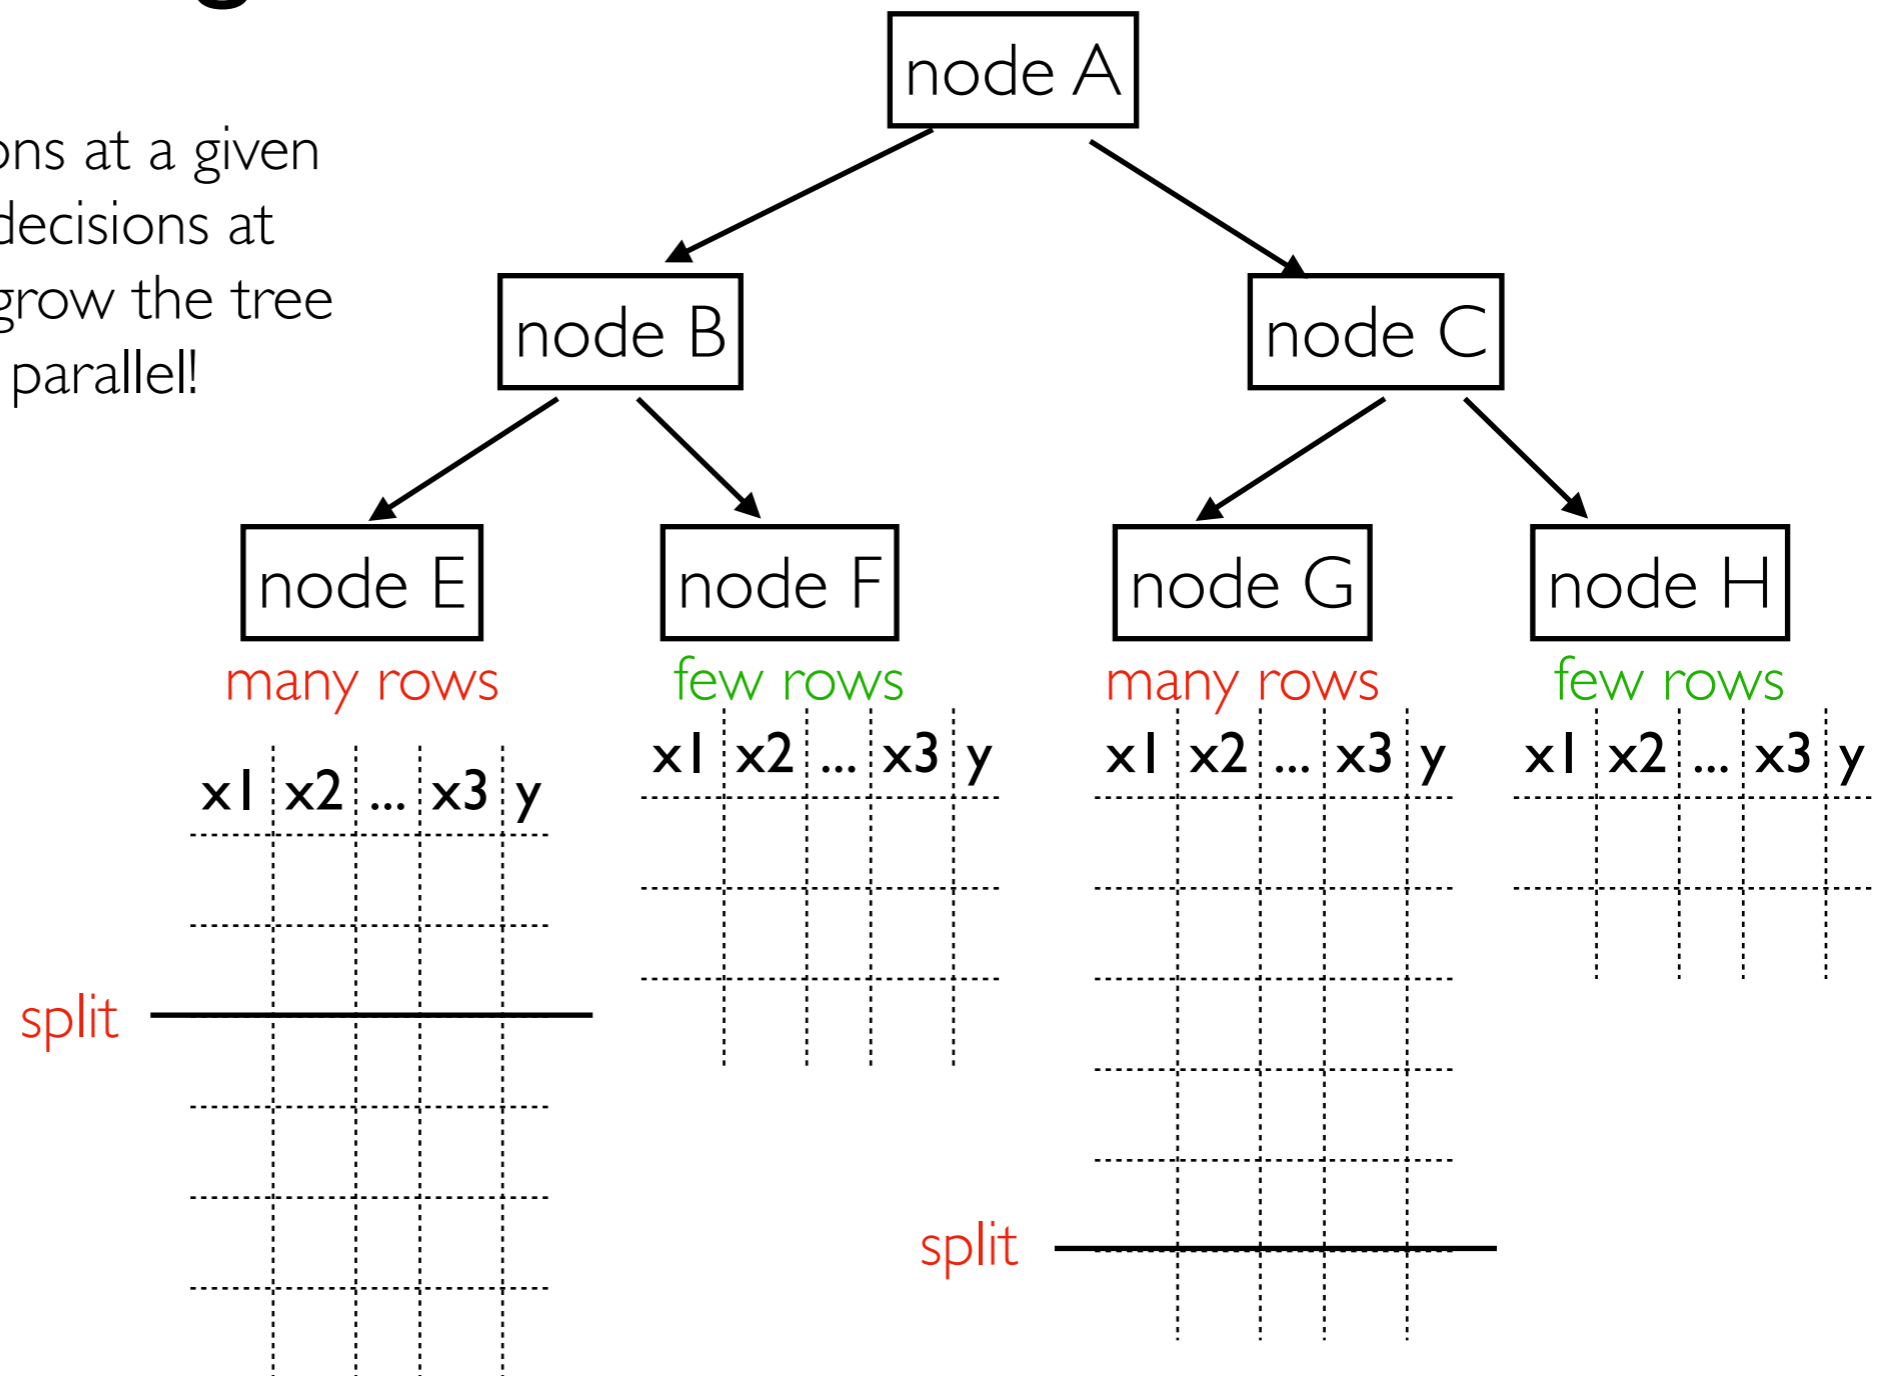 node A
ons at a given
decisions at
grow the tree
parallel!
node B
node C
node E
node F
node G
node H
many rows
few rows
many rows
few rows
x1 x2 ... x3 y
x1 x2 ... x3 y
x1 x2 ... x3 y
x1 x2 ... x3 y
split
split